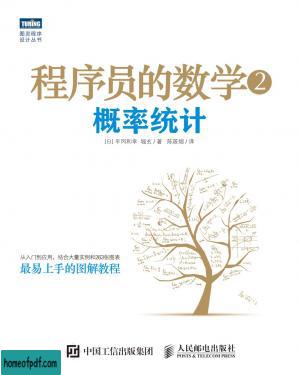 TURING
图灵程序
设计丛书
程序员的数学2
概率统计
[日] 平冈和幸 堀玄 / 著 陈筱烟 / 译
从入门到应用，结合大量实例和263张图表
最易上手的图解教程
中国工信出版集团
人民邮电出版社
POSTS & TELECOM PRESS
homeofpdf.com